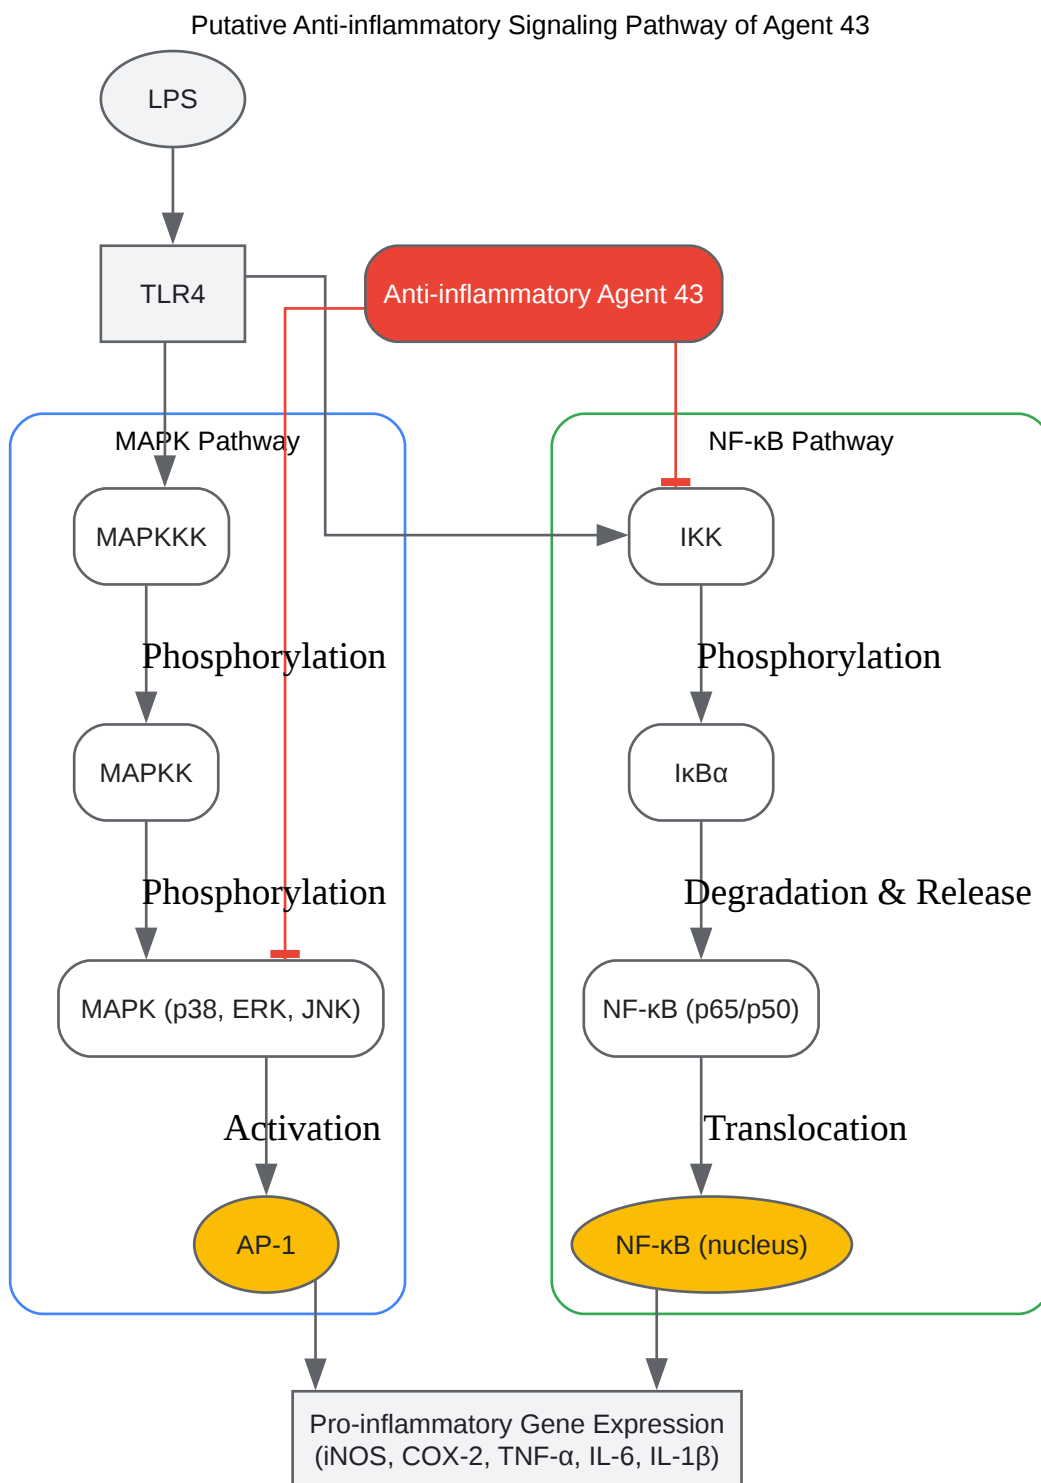 Putative Anti-inflammatory Signaling Pathway of Agent 43
LPS
TLR4
Anti-inflammatory Agent 43
MAPK Pathway
NF-κB Pathway
MAPKKK
IKK
Phosphorylation
Phosphorylation
MAPKK
IκBα
Phosphorylation
Degradation & Release
MAPK (p38, ERK, JNK)
NF-κB (p65/p50)
Activation
Translocation
AP-1
NF-κB (nucleus)
Pro-inflammatory Gene Expression
(iNOS, COX-2, TNF-α, IL-6, IL-1β)